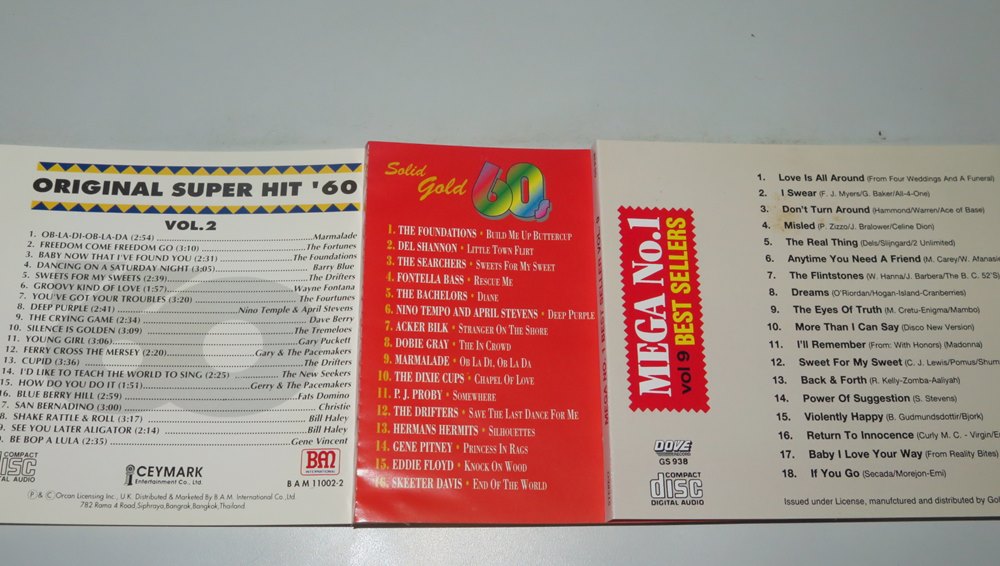 ORIGINAL SUPER HIT '60
VOL.2
1. OB-LA-DI-OB-LA-DA (2:54) Marmalade
2. FREEDOM COME FREEDOM GO (3:10) The Fortunes
3. BABY NOW THAT I'VE FOUND YOU (2:31) The Foundations
4. DANCING ON A SATURDAY NIGHT (3:05) Barry Blue
5. SWEETS FOR MY SWEETS (2:39) The Drifters
6. GROOVY KIND OF LOVE (1:57) Wayne Fontana
7. YOU'VE GOT YOUR TROUBLES (3:20) The Fourtunes
8. DEEP PURPLE (2:41) Nino Temple & April Stevens
9. THE CRYING GAME (2:34) Dave Berry
10. SILENCE IS GOLDEN (3:09) The Tremeloes
11. YOUNG GIRL (3:06) Gary Puckett
12. FERRY CROSS THE MERSEY (2:20) Gary & The Pacemakers
13. CUPID (3:36) The Drifters
14. I'D LIKE TO TEACH THE WORLD TO SING (2:25) The New Seekers
15. HOW DO YOU DO IT (1:51) Gerry & The Pacemakers
16. BLUE BERRY HILL (2:59) Fats Domino
7. SAN BERNADINO (3:00) Christie
8. SHAKE RATTLE & ROLL (3:17) Bill Haley
9. SEE YOU LATER ALIGATOR (2:14) Bill Haley
BE BOP A LULA (2:35) Gene Vincent
COMPACT
disc
DIGITAL AUDIO
CEYMARK
Entertainment Co., Ltd.
BAM
INTERNATIONAL
B A M 11002-2
Ⓟ & Ⓒ Orcan Licensing Inc., U.K. Distributed & Marketed By B.A.M. International Co., Ltd.
782 Rama 4 Road, Siphraya, Bangrak, Bangkok, Thailand
Solid
Gold
60s
1. THE FOUNDATIONS • BUILD ME UP BUTTERCUP
2. DEL SHANNON • LITTLE TOWN FLIRT
3. THE SEARCHERS • SWEETS FOR MY SWEET
4. FONTELLA BASS • RESCUE ME
5. THE BACHELORS • DIANE
6. NINO TEMPO AND APRIL STEVENS • DEEP PURPLE
7. ACKER BILK • STRANGER ON THE SHORE
8. DOBIE GRAY • THE IN CROWD
9. MARMALADE • OB LA DI, OB LA DA
10. THE DIXIE CUPS • CHAPEL OF LOVE
11. P. J. PROBY • SOMEWHERE
12. THE DRIFTERS • SAVE THE LAST DANCE FOR ME
13. HERMANS HERMITS • SILHOUETTES
14. GENE PITNEY • PRINCESS IN RAGS
15. EDDIE FLOYD • KNOCK ON WOOD
16. SKEETER DAVIS • END OF THE WORLD
MEGA No.1
vol 9 BEST SELLERS
DOVE
GS 938
COMPACT
disc
DIGITAL AUDIO
1. Love Is All Around (From Four Weddings And A Funeral)
2. I Swear (F. J. Myers/G. Baker/All-4-One)
3. Don't Turn Around (Hammond/Warren/Ace of Base)
4. Misled (P. Zizzo/J. Bralower/Celine Dion)
5. The Real Thing (Dels/Slijngard/2 Unlimited)
6. Anytime You Need A Friend (M. Carey/W. Afanasie
7. The Flintstones (W. Hanna/J. Barbera/The B. C. 52'S)
8. Dreams (O'Riordan/Hogan-Island-Cranberries)
9. The Eyes Of Truth (M. Cretu-Enigma/Mambo)
10. More Than I Can Say (Disco New Version)
11. I'll Remember (From: With Honors) (Madonna)
12. Sweet For My Sweet (C. J. Lewis/Pomus/Shum
13. Back & Forth (R. Kelly-Zomba-Aaliyah)
14. Power Of Suggestion (S. Stevens)
15. Violently Happy (B. Gudmundsdottir/Bjork)
16. Return To Innocence (Curly M. C. - Virgin/E
17. Baby I Love Your Way (From Reality Bites)
18. If You Go (Secada/Morejon-Emi)
Issued under License, manufctured and distributed by Gol